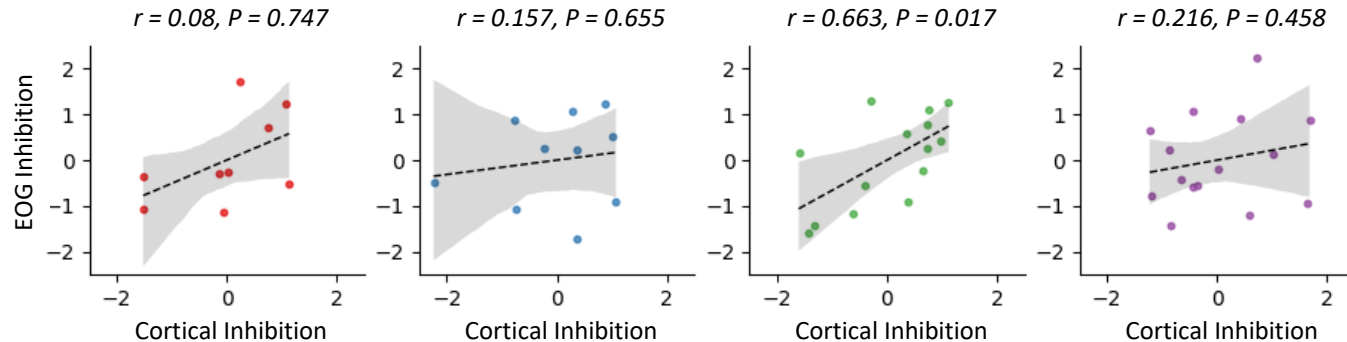 r = 0.08, P = 0.747
r = 0.157, P = 0.655
r = 0.663, P = 0.017
r = 0.216, P = 0.458
EOG Inhibition
2
1
0
−1
−2
−2 0 2
Cortical Inhibition
2
1
0
−1
−2
−2 0 2
Cortical Inhibition
2
1
0
−1
−2
−2 0 2
Cortical Inhibition
2
1
0
−1
−2
−2 0 2
Cortical Inhibition